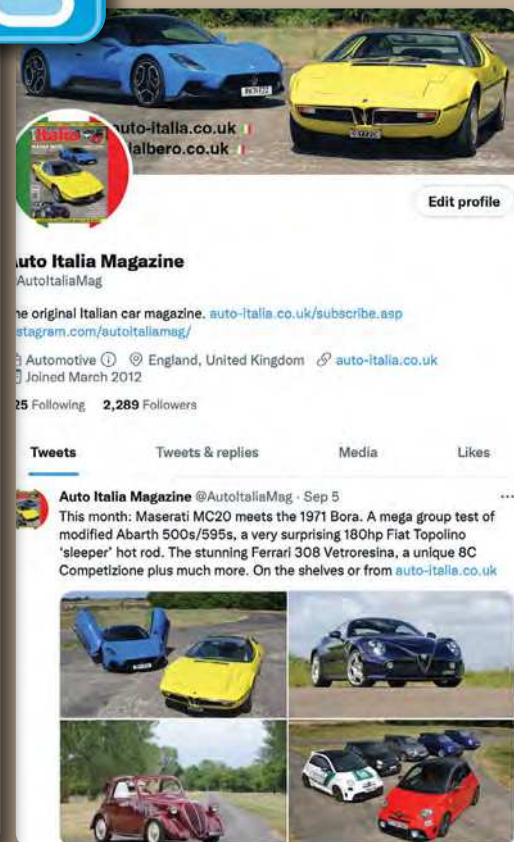 auto-italia.co.uk
albero.co.uk
Italia
Edit profile
uto Italia Magazine
AutoItaliaMag
he original Italian car magazine. auto-italia.co.uk/subscribe.asp
stagram.com/autoitaliamag/
Automotive England, United Kingdom auto-italia.co.uk
Joined March 2012
25 Following 2,289 Followers
Tweets Tweets & replies Media Likes
Auto Italia Magazine @AutoItaliaMag · Sep 5 ...
This month: Maserati MC20 meets the 1971 Bora. A mega group test of
modified Abarth 500s/595s, a very surprising 180hp Fiat Topolino
'sleeper' hot rod. The stunning Ferrari 308 Vetroresina, a unique 8C
Competizione plus much more. On the shelves or from auto-italia.co.uk